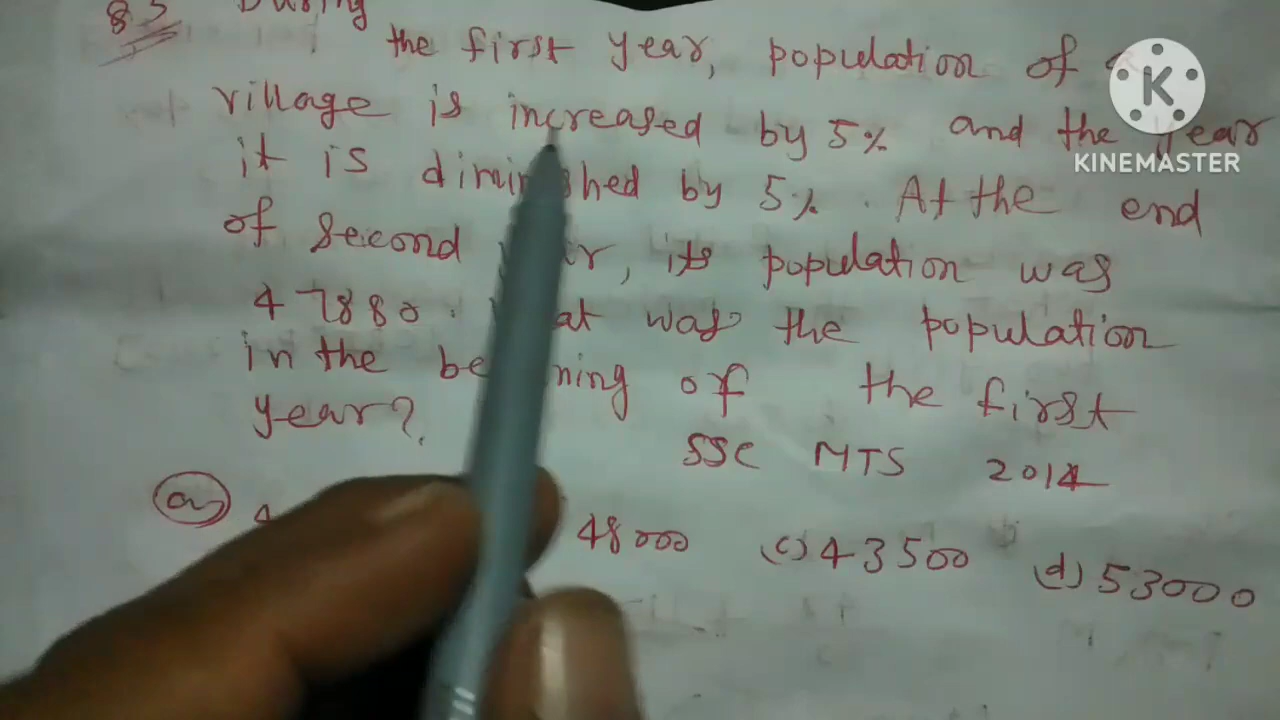 83 During
the first year, population of a
village is increased by 5% and the year
it is diminished by 5%. At the end
of second, its population was
47880. was the population
in the of the first
year?
SSC MTS 2014
(a) 48000 (c) 43500 (d) 53000
KINEMASTER